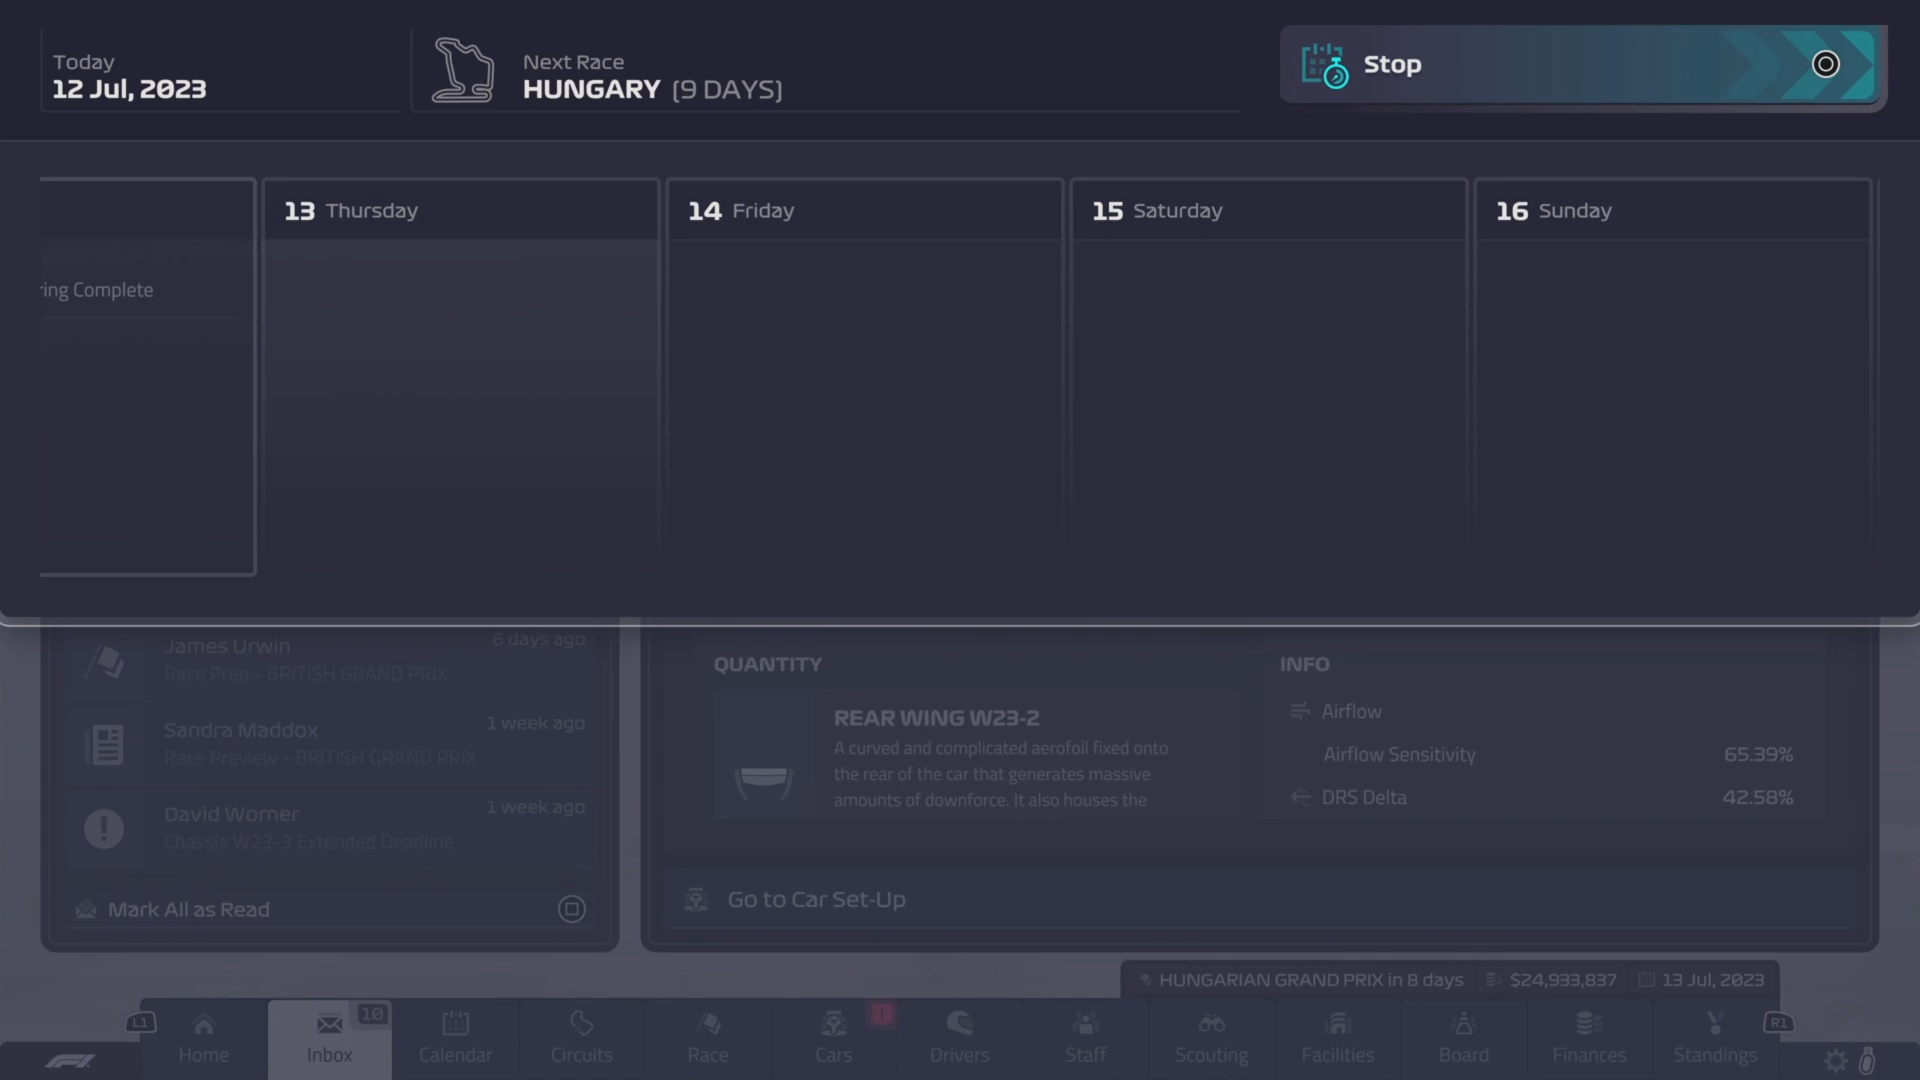 Today
12 Jul, 2023
Next Race
HUNGARY [9 DAYS]
Stop
13 Thursday
14 Friday
15 Saturday
16 Sunday
ring Complete
James Urwin
6 days ago
Race Prep - BRITISH GRAND PRIX
Sandra Maddox
1 week ago
Race Preview - BRITISH GRAND PRIX
David Worner
1 week ago
Chassis W23-3 Extended Deadline
Mark All as Read
QUANTITY
REAR WING W23-2
A curved and complicated aerofoil fixed onto
the rear of the car that generates massive
amounts of downforce. It also houses the
INFO
Airflow
Airflow Sensitivity 65.39%
DRS Delta 42.58%
Go to Car Set-Up
HUNGARIAN GRAND PRIX in 8 days $24,933,837 13 Jul, 2023
L1
Home
Inbox
10
Calendar
Circuits
Race
Cars
!
Drivers
Staff
Scouting
Facilities
Board
Finances
Standings
R1